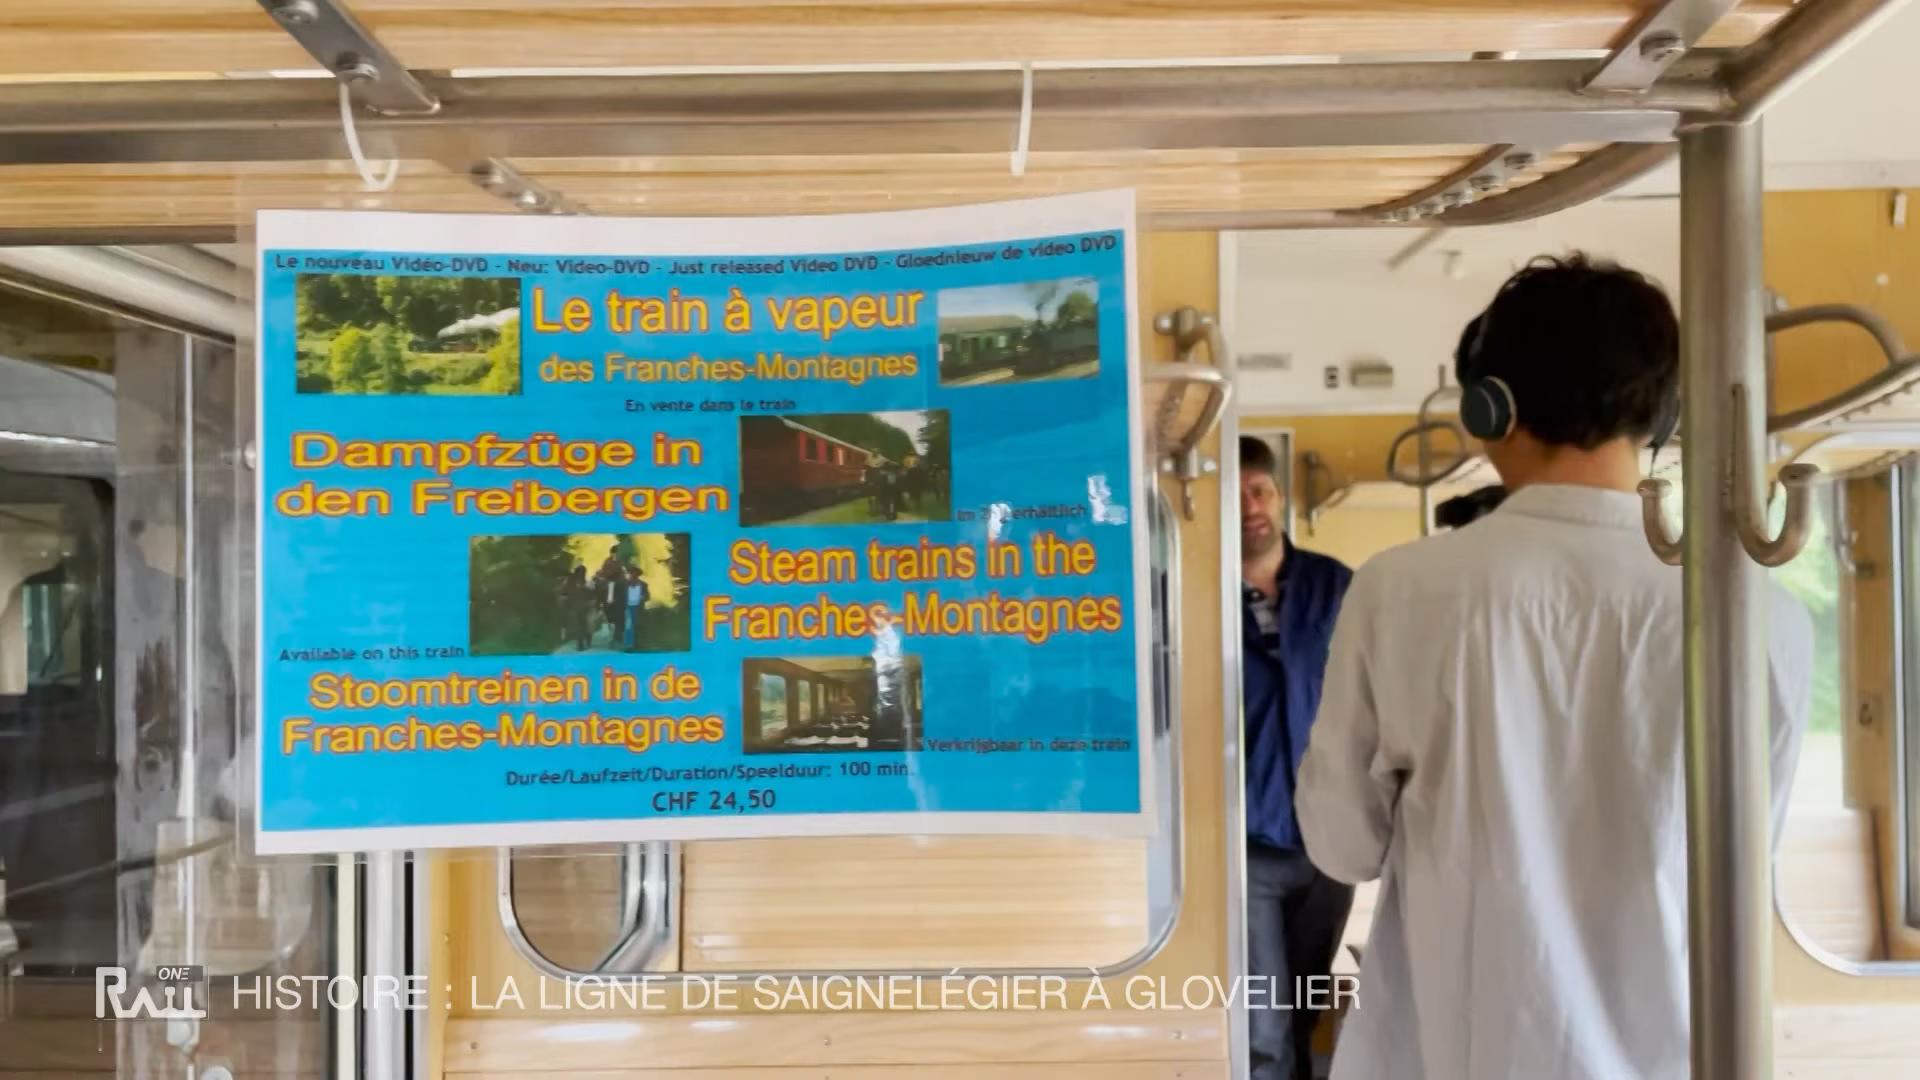 Le nouveau Vidéo-DVD - Neu: Video-DVD - Just released Video DVD - Gloednieuw de video DVD
Le train à vapeur
des Franches-Montagnes
En vente dans le train
Dampfzüge in
den Freibergen
Im erhältlich
Steam trains in the
Franches-Montagnes
Available on this train
Stoomtreinen in de
Franches-Montagnes
Verkrijgbaar in deze train
Durée/Laufzeit/Duration/Speelduur: 100 min.
CHF 24,50
RAIL ONE
HISTOIRE : LA LIGNE DE SAIGNELÉGIER À GLOVELIER